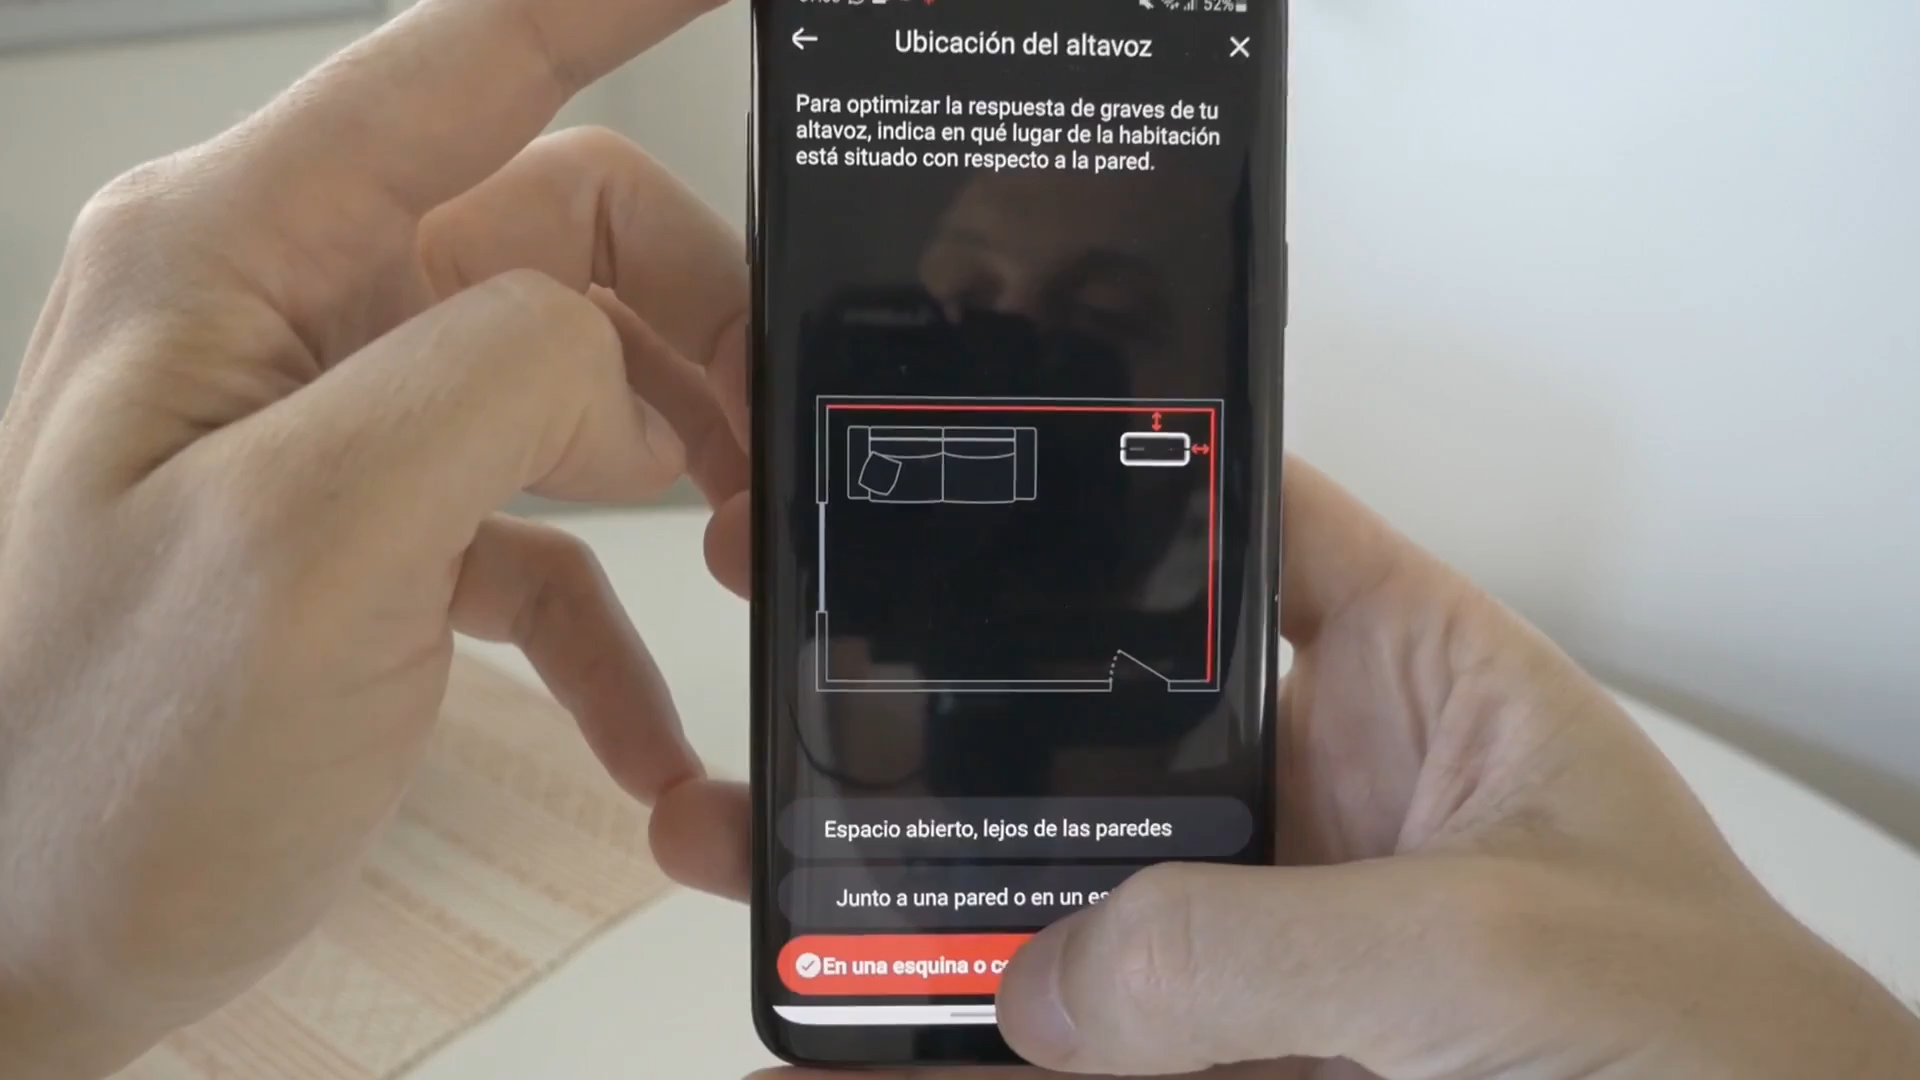 52%
Ubicación del altavoz
Para optimizar la respuesta de graves de tu
altavoz, indica en qué lugar de la habitación
está situado con respecto a la pared.
Espacio abierto, lejos de las paredes
Junto a una pared o en un
En una esquina o